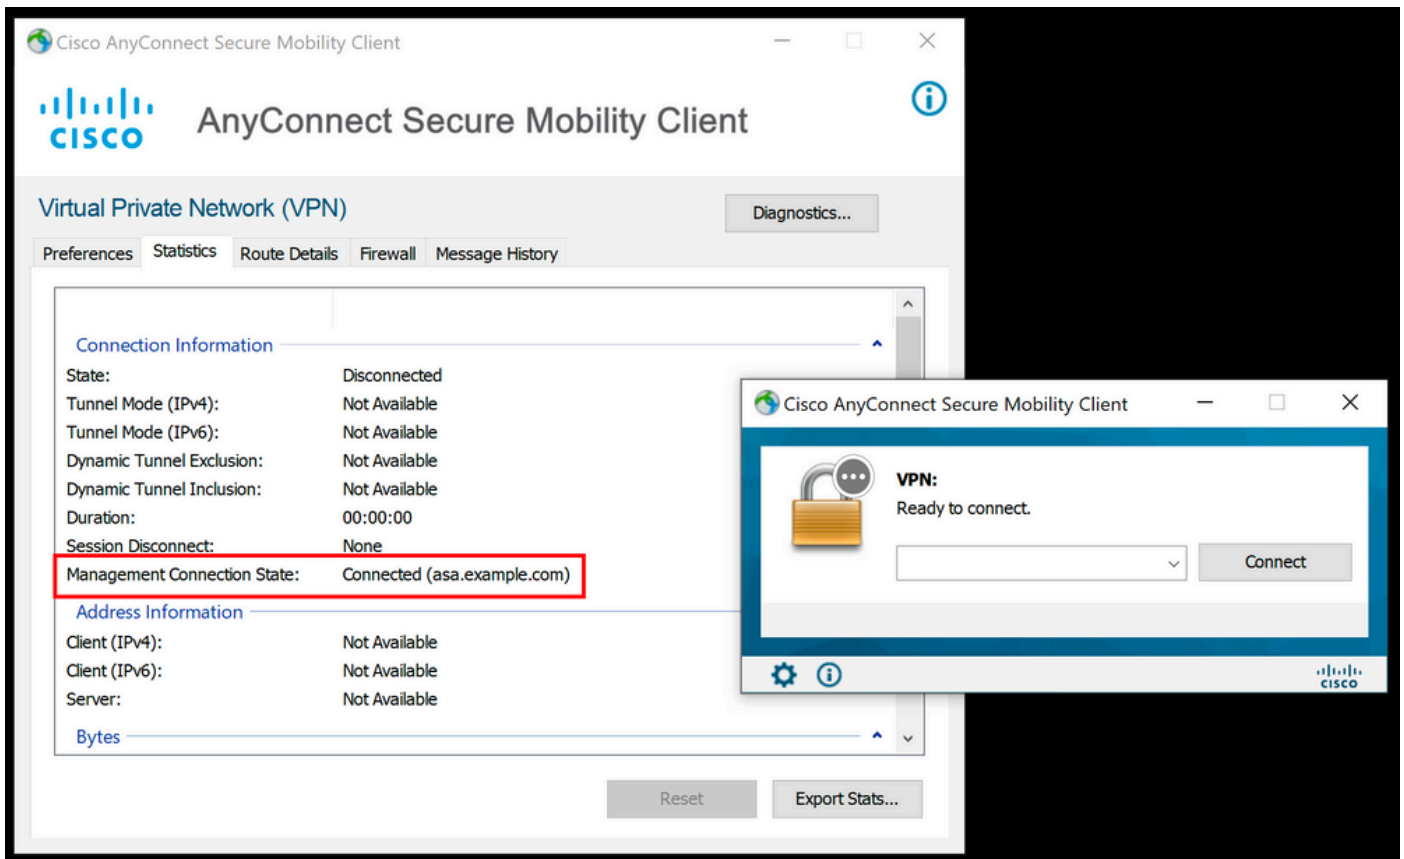 Cisco AnyConnect Secure Mobility Client
CISCO
AnyConnect Secure Mobility Client
Virtual Private Network (VPN)
Diagnostics...
Preferences Statistics Route Details Firewall Message History
Connection Information
State: Disconnected
Tunnel Mode (IPv4): Not Available
Tunnel Mode (IPv6): Not Available
Dynamic Tunnel Exclusion: Not Available
Dynamic Tunnel Inclusion: Not Available
Duration: 00:00:00
Session Disconnect: None
Management Connection State: Connected (asa.example.com)
Address Information
Client (IPv4): Not Available
Client (IPv6): Not Available
Server: Not Available
Bytes
Reset
Export Stats...
Cisco AnyConnect Secure Mobility Client
VPN:
Ready to connect.
Connect
CISCO